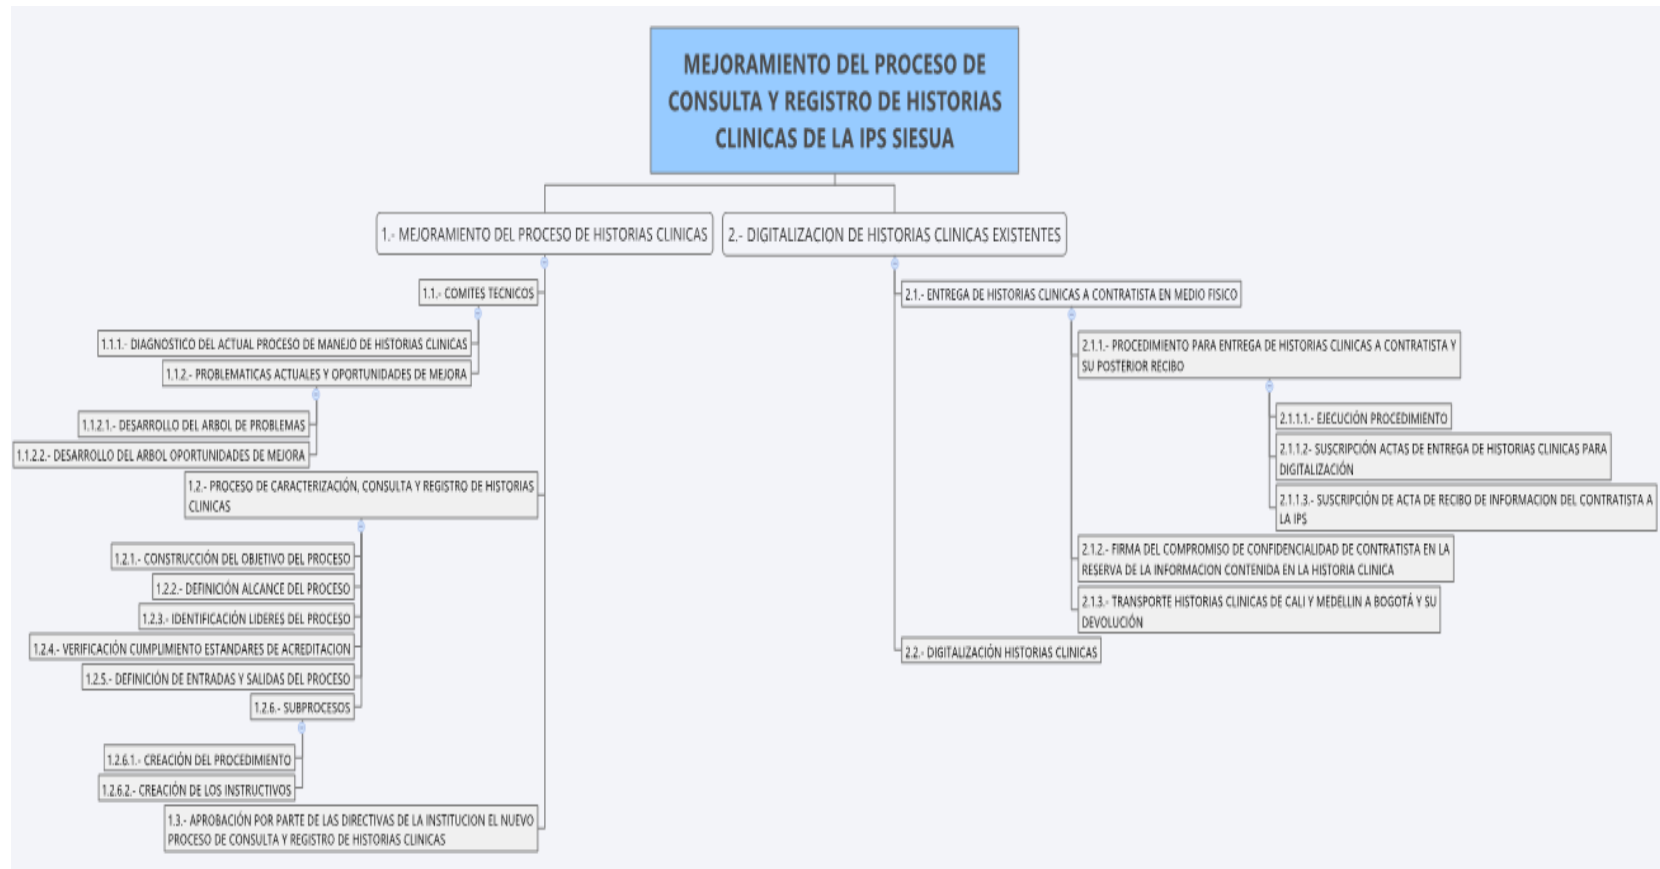 MEJORAMIENTO DEL PROCESO DE
CONSULTA Y REGISTRO DE HISTORIAS
CLINICAS DE LA IPS SIESUA
1.- MEJORAMIENTO DEL PROCESO DE HISTORIAS CLINICAS
1.1.- COMITES TECNICOS
1.1.1.- DIAGNOSTICO DEL ACTUAL PROCESO DE MANEJO DE HISTORIAS CLINICAS
1.1.2.- PROBLEMATICAS ACTUALES Y OPORTUNIDADES DE MEJORA
1.1.2.1.- DESARROLLO DEL ARBOL DE PROBLEMAS
1.1.2.2.- DESARROLLO DEL ARBOL OPORTUNIDADES DE MEJORA
1.2.- PROCESO DE CARACTERIZACIÓN, CONSULTA Y REGISTRO DE HISTORIAS
CLINICAS
1.2.1.- CONSTRUCCIÓN DEL OBJETIVO DEL PROCESO
1.2.2.- DEFINICIÓN ALCANCE DEL PROCESO
1.2.3.- IDENTIFICACIÓN LIDERES DEL PROCESO
1.2.4.- VERIFICACIÓN CUMPLIMIENTO ESTANDARES DE ACREDITACION
1.2.5.- DEFINICIÓN DE ENTRADAS Y SALIDAS DEL PROCESO
1.2.6.- SUBPROCESOS
1.2.6.1.- CREACIÓN DEL PROCEDIMIENTO
1.2.6.2.- CREACIÓN DE LOS INSTRUCTIVOS
1.3.- APROBACIÓN POR PARTE DE LAS DIRECTIVAS DE LA INSTITUCION EL NUEVO
PROCESO DE CONSULTA Y REGISTRO DE HISTORIAS CLINICAS
2.- DIGITALIZACION DE HISTORIAS CLINICAS EXISTENTES
2.1.- ENTREGA DE HISTORIAS CLINICAS A CONTRATISTA EN MEDIO FISICO
2.1.1.- PROCEDIMIENTO PARA ENTREGA DE HISTORIAS CLINICAS A CONTRATISTA Y
SU POSTERIOR RECIBO
2.1.1.1.- EJECUCIÓN PROCEDIMIENTO
2.1.1.2- SUSCRIPCIÓN ACTAS DE ENTREGA DE HISTORIAS CLINICAS PARA
DIGITALIZACIÓN
2.1.1.3.- SUSCRIPCIÓN DE ACTA DE RECIBO DE INFORMACION DEL CONTRATISTA A
LA IPS
2.1.2.- FIRMA DEL COMPROMISO DE CONFIDENCIALIDAD DE CONTRATISTA EN LA
RESERVA DE LA INFORMACION CONTENIDA EN LA HISTORIA CLINICA
2.1.3.- TRANSPORTE HISTORIAS CLINICAS DE CALI Y MEDELLIN A BOGOTÁ Y SU
DEVOLUCIÓN
2.2.- DIGITALIZACIÓN HISTORIAS CLINICAS